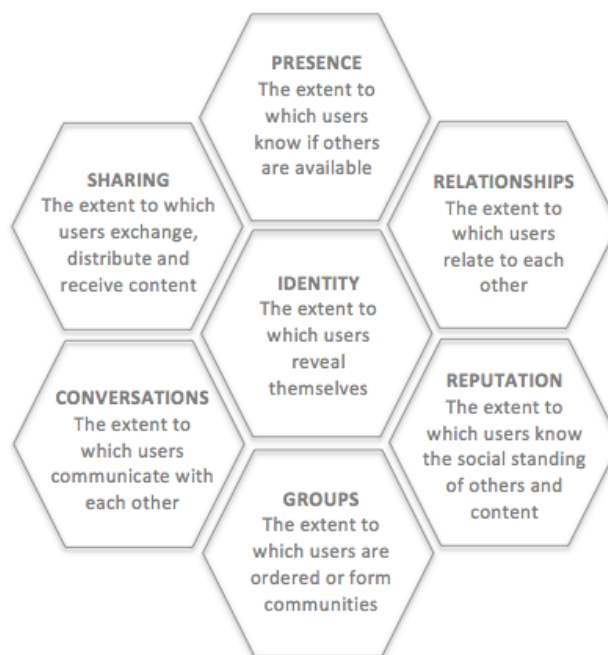 PRESENCE
The extent to
which users
know if others
are available
SHARING
The extent to which
users exchange,
distribute and
receive content
RELATIONSHIPS
The extent to
which users
relate to each
other
IDENTITY
The extent to
which users
reveal
themselves
CONVERSATIONS
The extent to
which users
communicate with
each other
REPUTATION
The extent to
which users know
the social standing
of others and
content
GROUPS
The extent to
which users are
ordered or form
communities